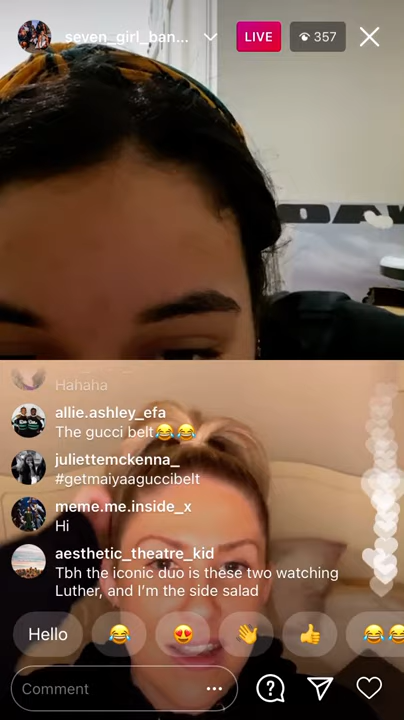 seven_girl_ban...
LIVE
357
Hahaha
allie.ashley_efa
The gucci belt😂😂
juliettemckenna_
#getmaiyaaguccibelt
meme.me.inside_x
Hi
aesthetic_theatre_kid
Tbh the iconic duo is these two watching
Luther, and I'm the side salad
Hello 😂 😍 👋 👍 😂😂
Comment